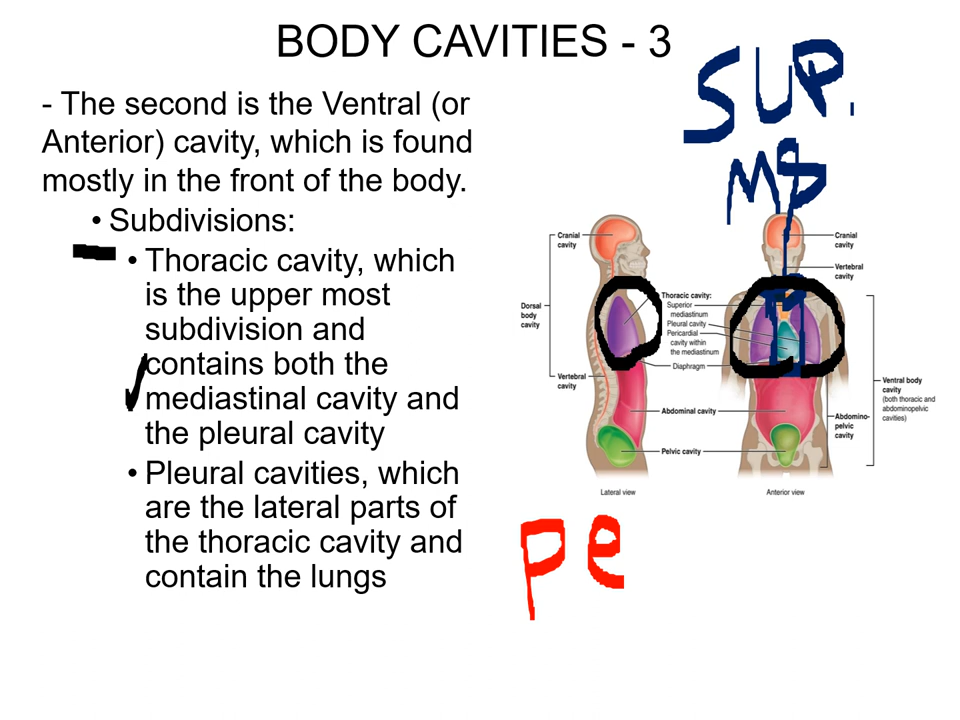 BODY CAVITIES - 3
- The second is the Ventral (or
Anterior) cavity, which is found
mostly in the front of the body.
• Subdivisions:
• Thoracic cavity, which
is the upper most
subdivision and
contains both the
mediastinal cavity and
the pleural cavity
• Pleural cavities, which
are the lateral parts of
the thoracic cavity and
contain the lungs
SUP.
Cranial
cavity
Dorsal
body
cavity
Vertebral
cavity
Thoracic cavity:
Superior
mediastinum
Pleural cavity
Pericardial
cavity within
the mediastinum
Diaphragm
Abdominal cavity
Pelvic cavity
Cranial
cavity
Vertebral
cavity
Ventral body
cavity
(both thoracic and
abdominopelvic
cavities)
Abdomino-
pelvic
cavity
Lateral view
Anterior view
Pe